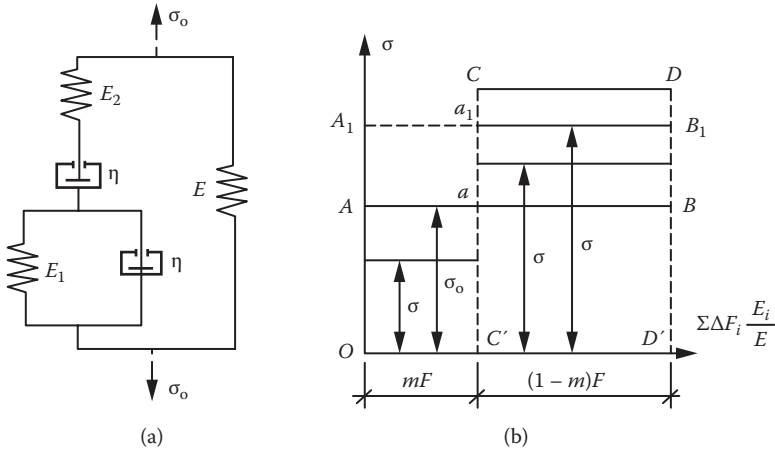 σo
E2
η
E
E1
η
σo
(a)
σ
C D
A1 a1 B1
A a B
σ σo σ σ
O C′ D′ ΣΔFi Ei/E
mF (1 – m)F
(b)